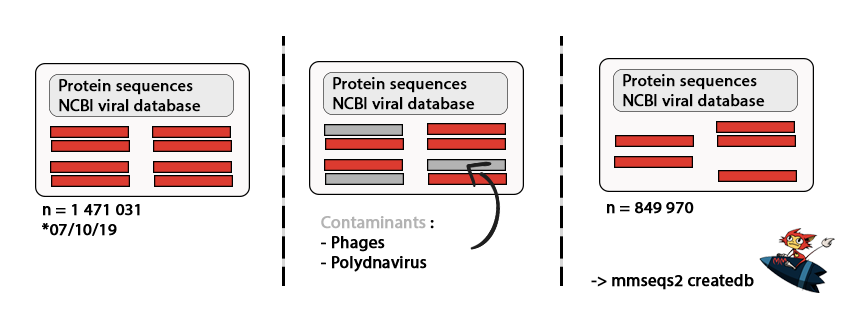 Protein sequences
NCBI viral database
n = 1 471 031
*07/10/19
Protein sequences
NCBI viral database
Contaminants :
- Phages
- Polydnavirus
Protein sequences
NCBI viral database
n = 849 970
-> mmseqs2 createdb
MM